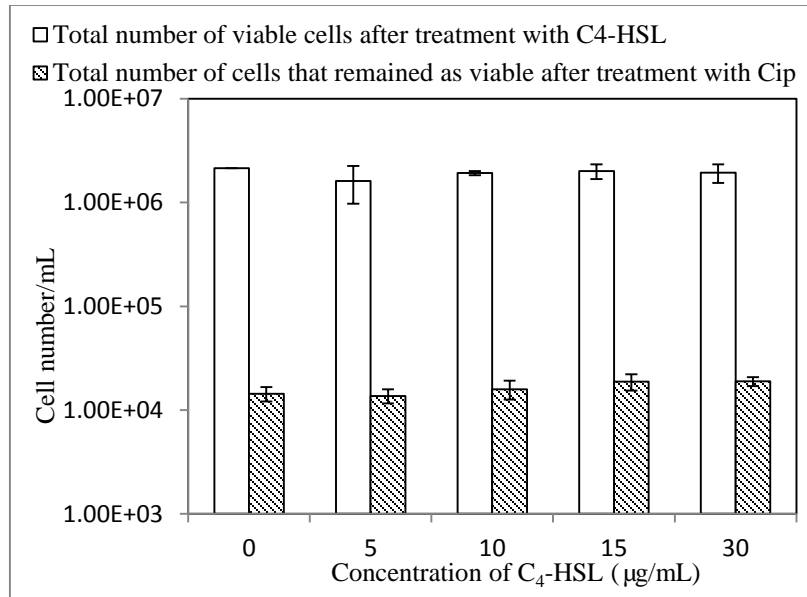 Total number of viable cells after treatment with C4-HSL
Total number of cells that remained as viable after treatment with Cip
1.00E+07
1.00E+06
1.00E+05
1.00E+04
1.00E+03
Cell number/mL
0 5 10 15 30
Concentration of C₄-HSL (µg/mL)